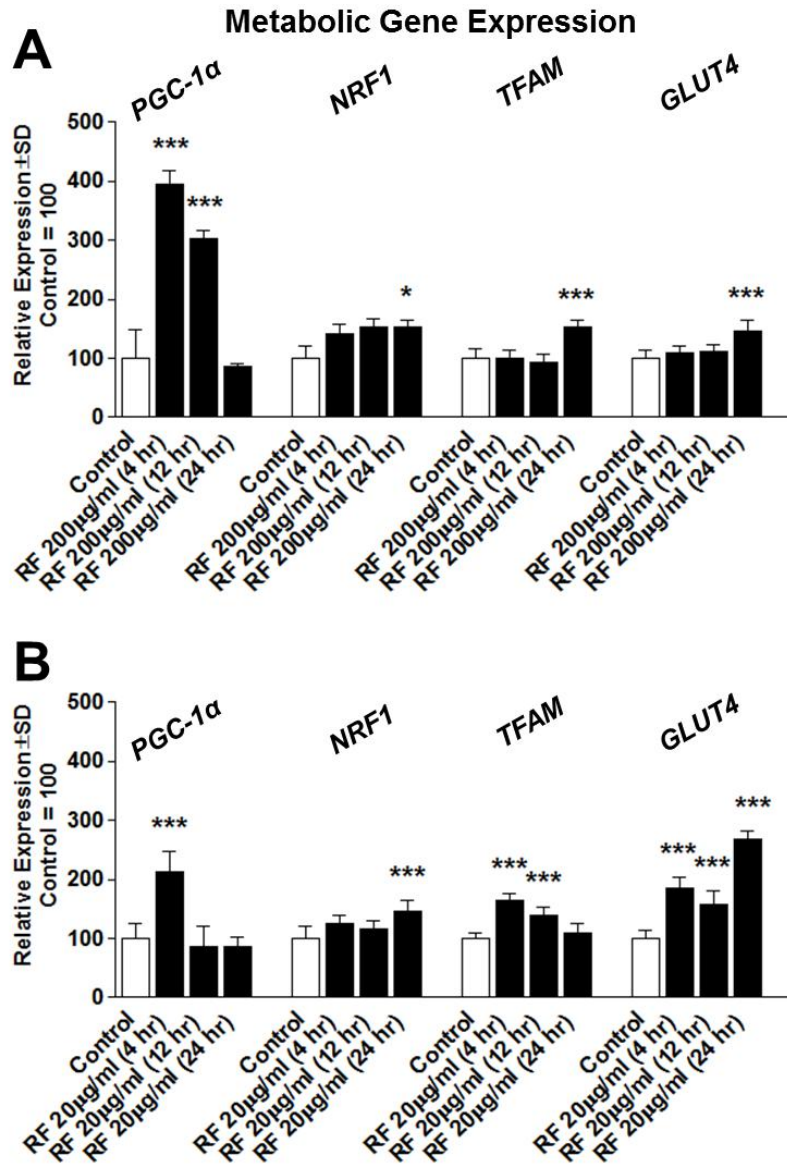 Metabolic Gene Expression
A
PGC-1α
NRF1
TFAM
GLUT4
Relative Expression±SD
Control = 100
500
400
300
200
100
0
***
***
*
***
***
Control
RF 200µg/ml (4 hr)
RF 200µg/ml (12 hr)
RF 200µg/ml (24 hr)
Control
RF 200µg/ml (4 hr)
RF 200µg/ml (12 hr)
RF 200µg/ml (24 hr)
Control
RF 200µg/ml (4 hr)
RF 200µg/ml (12 hr)
RF 200µg/ml (24 hr)
Control
RF 200µg/ml (4 hr)
RF 200µg/ml (12 hr)
RF 200µg/ml (24 hr)
B
PGC-1α
NRF1
TFAM
GLUT4
Relative Expression±SD
Control = 100
500
400
300
200
100
0
***
***
***
***
***
***
***
Control
RF 20µg/ml (4 hr)
RF 20µg/ml (12 hr)
RF 20µg/ml (24 hr)
Control
RF 20µg/ml (4 hr)
RF 20µg/ml (12 hr)
RF 20µg/ml (24 hr)
Control
RF 20µg/ml (4 hr)
RF 20µg/ml (12 hr)
RF 20µg/ml (24 hr)
Control
RF 20µg/ml (4 hr)
RF 20µg/ml (12 hr)
RF 20µg/ml (24 hr)